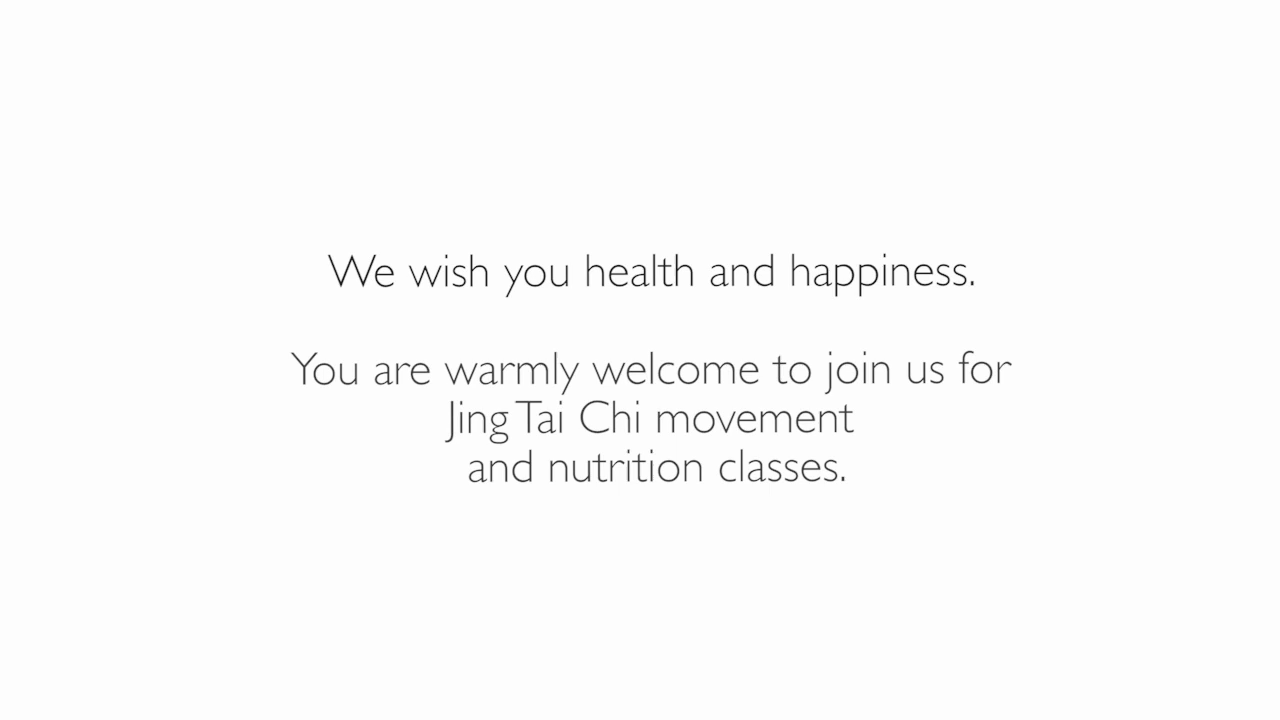 We wish you health and happiness.
You are warmly welcome to join us for
Jing Tai Chi movement
and nutrition classes.